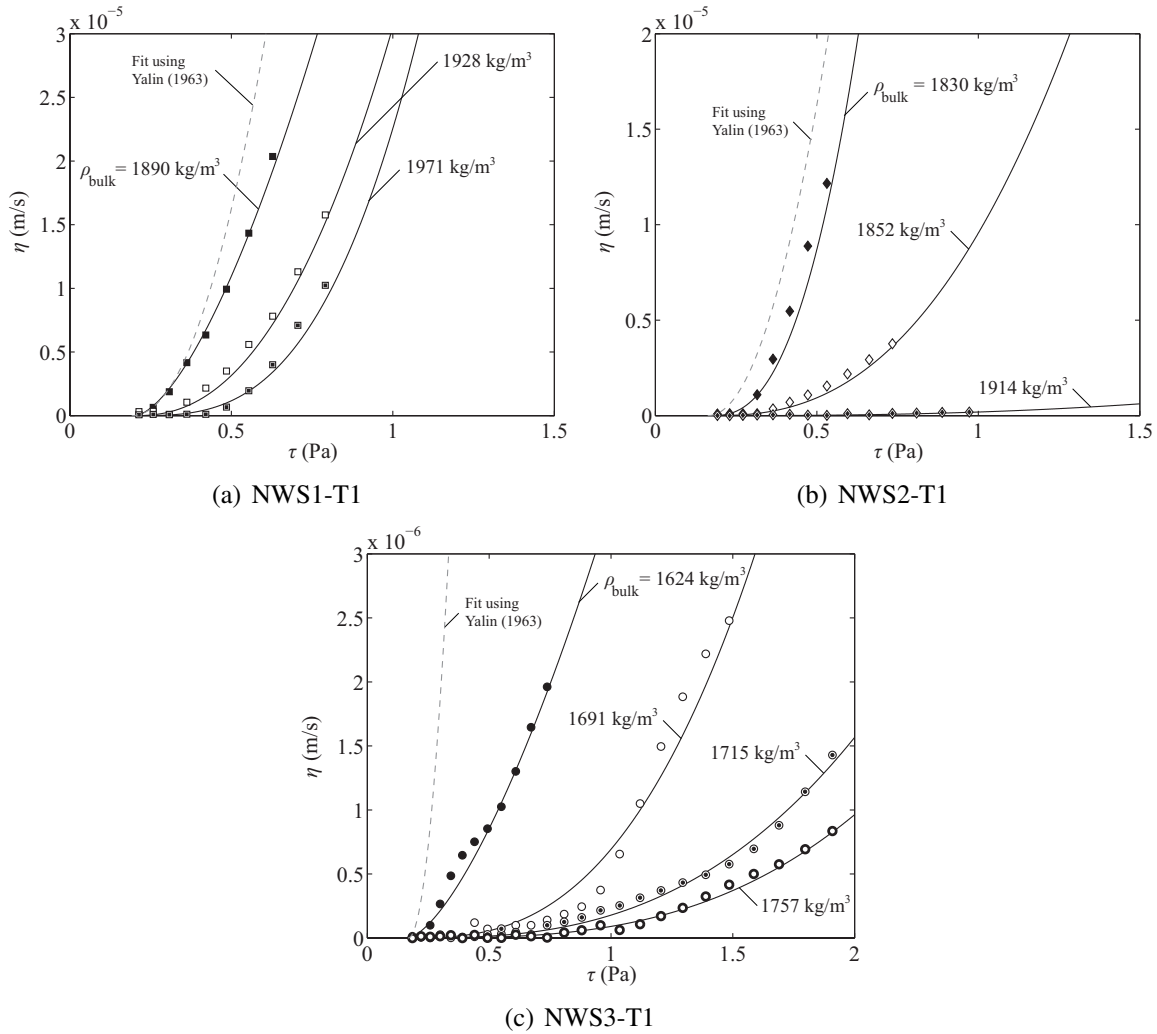 x 10⁻⁵
3
2.5
2
1.5
1
0.5
0
η (m/s)
Fit using
Yalin (1963)
ρbulk = 1890 kg/m³
1928 kg/m³
1971 kg/m³
0 0.5 1 1.5
τ (Pa)
(a) NWS1-T1
x 10⁻⁵
2
1.5
1
0.5
0
η (m/s)
Fit using
Yalin (1963)
ρbulk = 1830 kg/m³
1852 kg/m³
1914 kg/m³
0 0.5 1 1.5
τ (Pa)
(b) NWS2-T1
x 10⁻⁶
3
2.5
2
1.5
1
0.5
0
η (m/s)
Fit using
Yalin (1963)
ρbulk = 1624 kg/m³
1691 kg/m³
1715 kg/m³
1757 kg/m³
0 0.5 1 1.5 2
τ (Pa)
(c) NWS3-T1